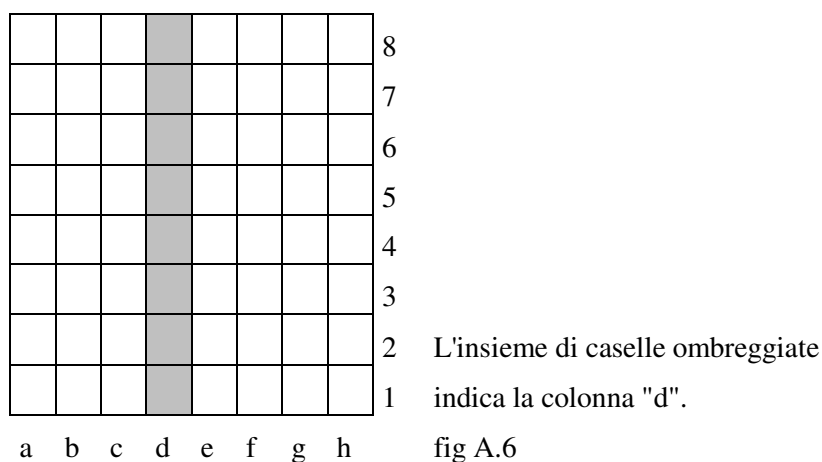 8
7
6
5
4
3
2 L'insieme di caselle ombreggiate
1 indica la colonna "d".
a b c d e f g h fig A.6